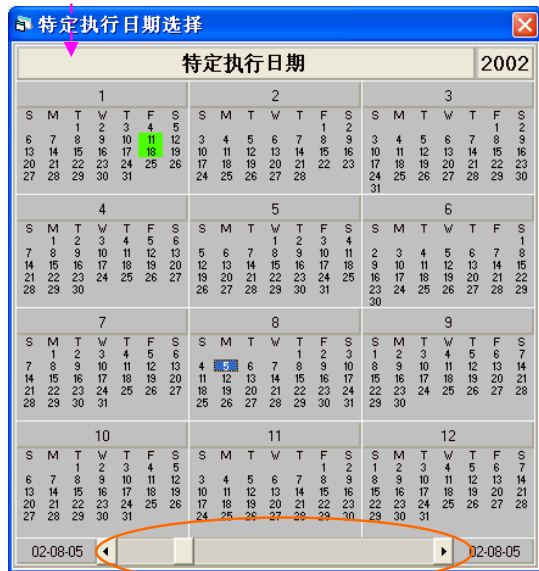 特定执行日期选择
特定执行日期 2002
1 2 3
S M T W T F S S M T W T F S S M T W T F S
1 2 3 4 5 1 2 1 2
6 7 8 9 10 11 12 3 4 5 6 7 8 9 3 4 5 6 7 8 9
13 14 15 16 17 18 19 10 11 12 13 14 15 16 10 11 12 13 14 15 16
20 21 22 23 24 25 26 17 18 19 20 21 22 23 17 18 19 20 21 22 23
27 28 29 30 31 24 25 26 27 28 24 25 26 27 28 29 30
31
4 5 6
S M T W T F S S M T W T F S S M T W T F S
1 2 3 4 5 6 1 2 3 4 1
7 8 9 10 11 12 13 5 6 7 8 9 10 11 2 3 4 5 6 7 8
14 15 16 17 18 19 20 12 13 14 15 16 17 18 9 10 11 12 13 14 15
21 22 23 24 25 26 27 19 20 21 22 23 24 25 16 17 18 19 20 21 22
28 29 30 26 27 28 29 30 31 23 24 25 26 27 28 29
30
7 8 9
S M T W T F S S M T W T F S S M T W T F S
1 2 3 4 5 6 1 2 3 1 2 3 4 5 6 7
7 8 9 10 11 12 13 4 5 6 7 8 9 10 8 9 10 11 12 13 14
14 15 16 17 18 19 20 11 12 13 14 15 16 17 15 16 17 18 19 20 21
21 22 23 24 25 26 27 18 19 20 21 22 23 24 22 23 24 25 26 27 28
28 29 30 31 25 26 27 28 29 30 31 29 30
10 11 12
S M T W T F S S M T W T F S S M T W T F S
1 2 3 4 5 1 2 1 2 3 4 5 6 7
6 7 8 9 10 11 12 3 4 5 6 7 8 9 8 9 10 11 12 13 14
13 14 15 16 17 18 19 10 11 12 13 14 15 16 15 16 17 18 19 20 21
20 21 22 23 24 25 26 17 18 19 20 21 22 23 22 23 24 25 26 27 28
27 28 29 30 31 24 25 26 27 28 29 30 29 30 31
02-08-05 02-08-05